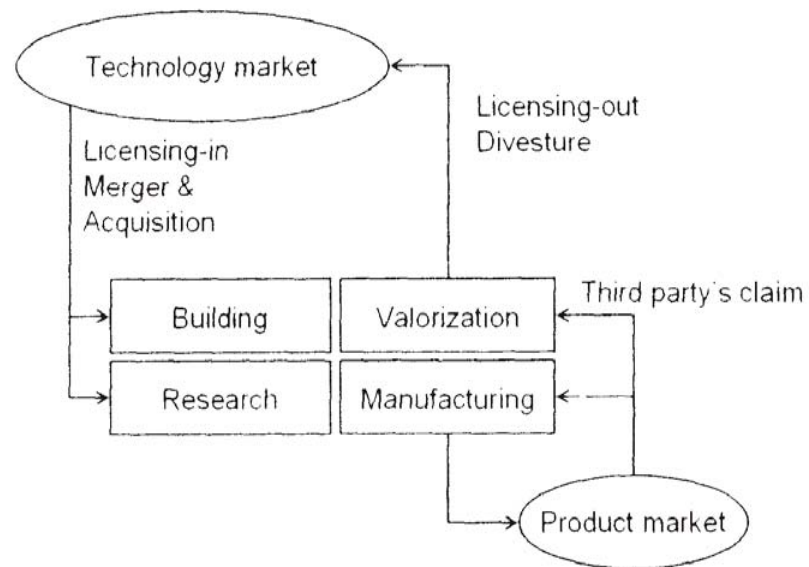 Technology market
Licensing-out
Divesture
Licensing-in
Merger &
Acquisition
Third party's claim
Building
Valorization
Research
Manufacturing
Product market